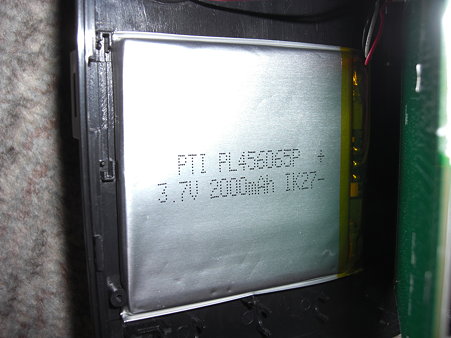 PTI PL456065P +
3.7V 2000mAh IK27-